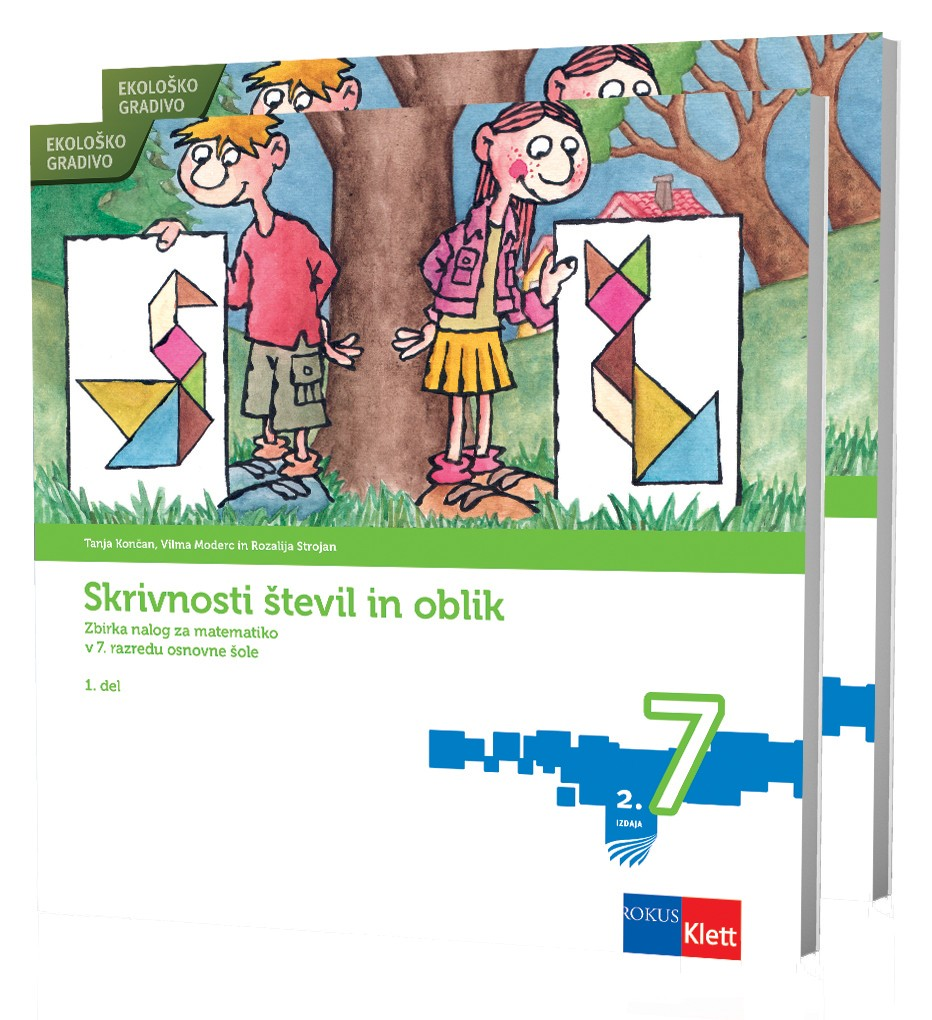 EKOLOŠKO
GRADIVO
EKOLOŠKO
GRADIVO
Tanja Končan, Vilma Moderc in Rozalija Strojan
Skrivnosti števil in oblik
Zbirka nalog za matematiko
v 7. razredu osnovne šole
1. del
7
2.
IZDAJA
ROKUS
Klett